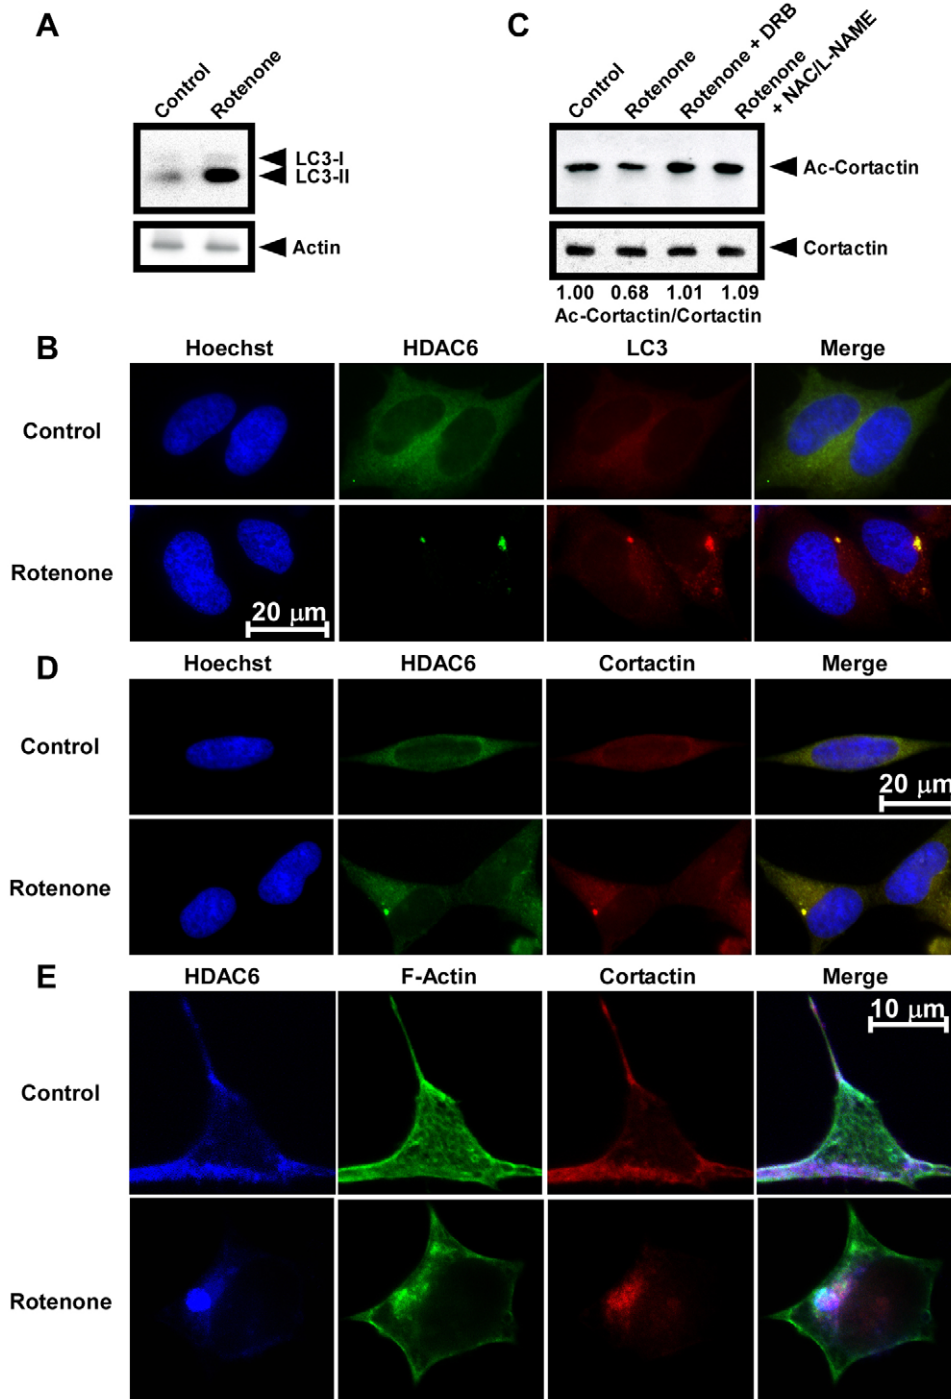 A
Control
Rotenone
LC3-I
LC3-II
Actin
C
Control
Rotenone
Rotenone + DRB
Rotenone
+ NAC/L-NAME
Ac-Cortactin
Cortactin
1.00 0.68 1.01 1.09
Ac-Cortactin/Cortactin
B
Hoechst HDAC6 LC3 Merge
Control
Rotenone
20 μm
D
Hoechst HDAC6 Cortactin Merge
Control
20 μm
Rotenone
E
HDAC6 F-Actin Cortactin Merge
10 μm
Control
Rotenone